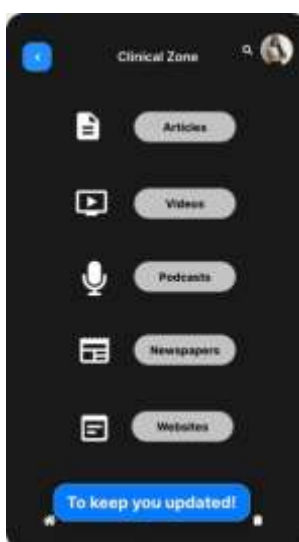 Clinical Zone
Articles
Videos
Podcasts
Newspapers
Websites
To keep you updated!